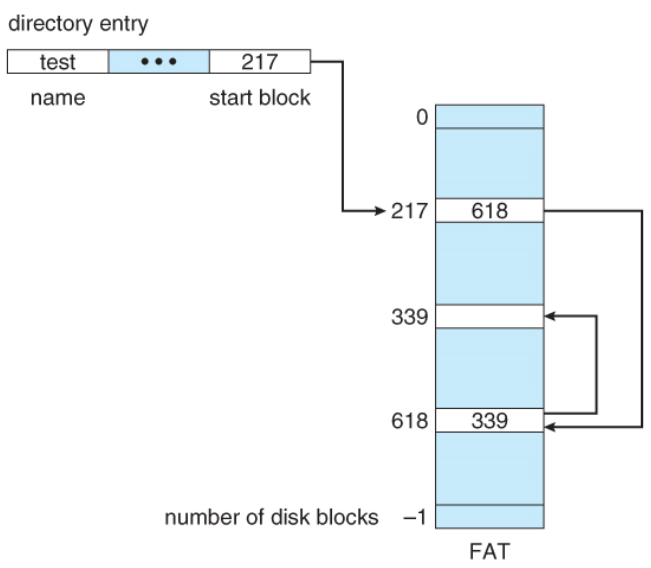 directory entry
test ••• 217
name start block
0
217 618
339
618 339
number of disk blocks –1
FAT